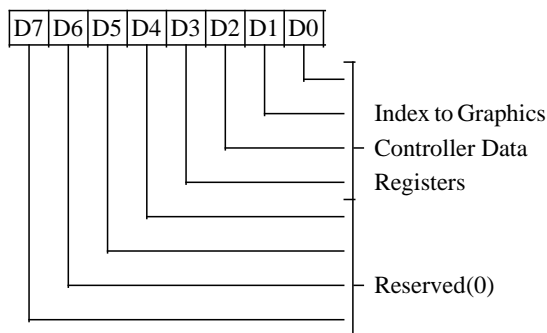 D7 D6 D5 D4 D3 D2 D1 D0
Index to Graphics
Controller Data
Registers
Reserved(0)